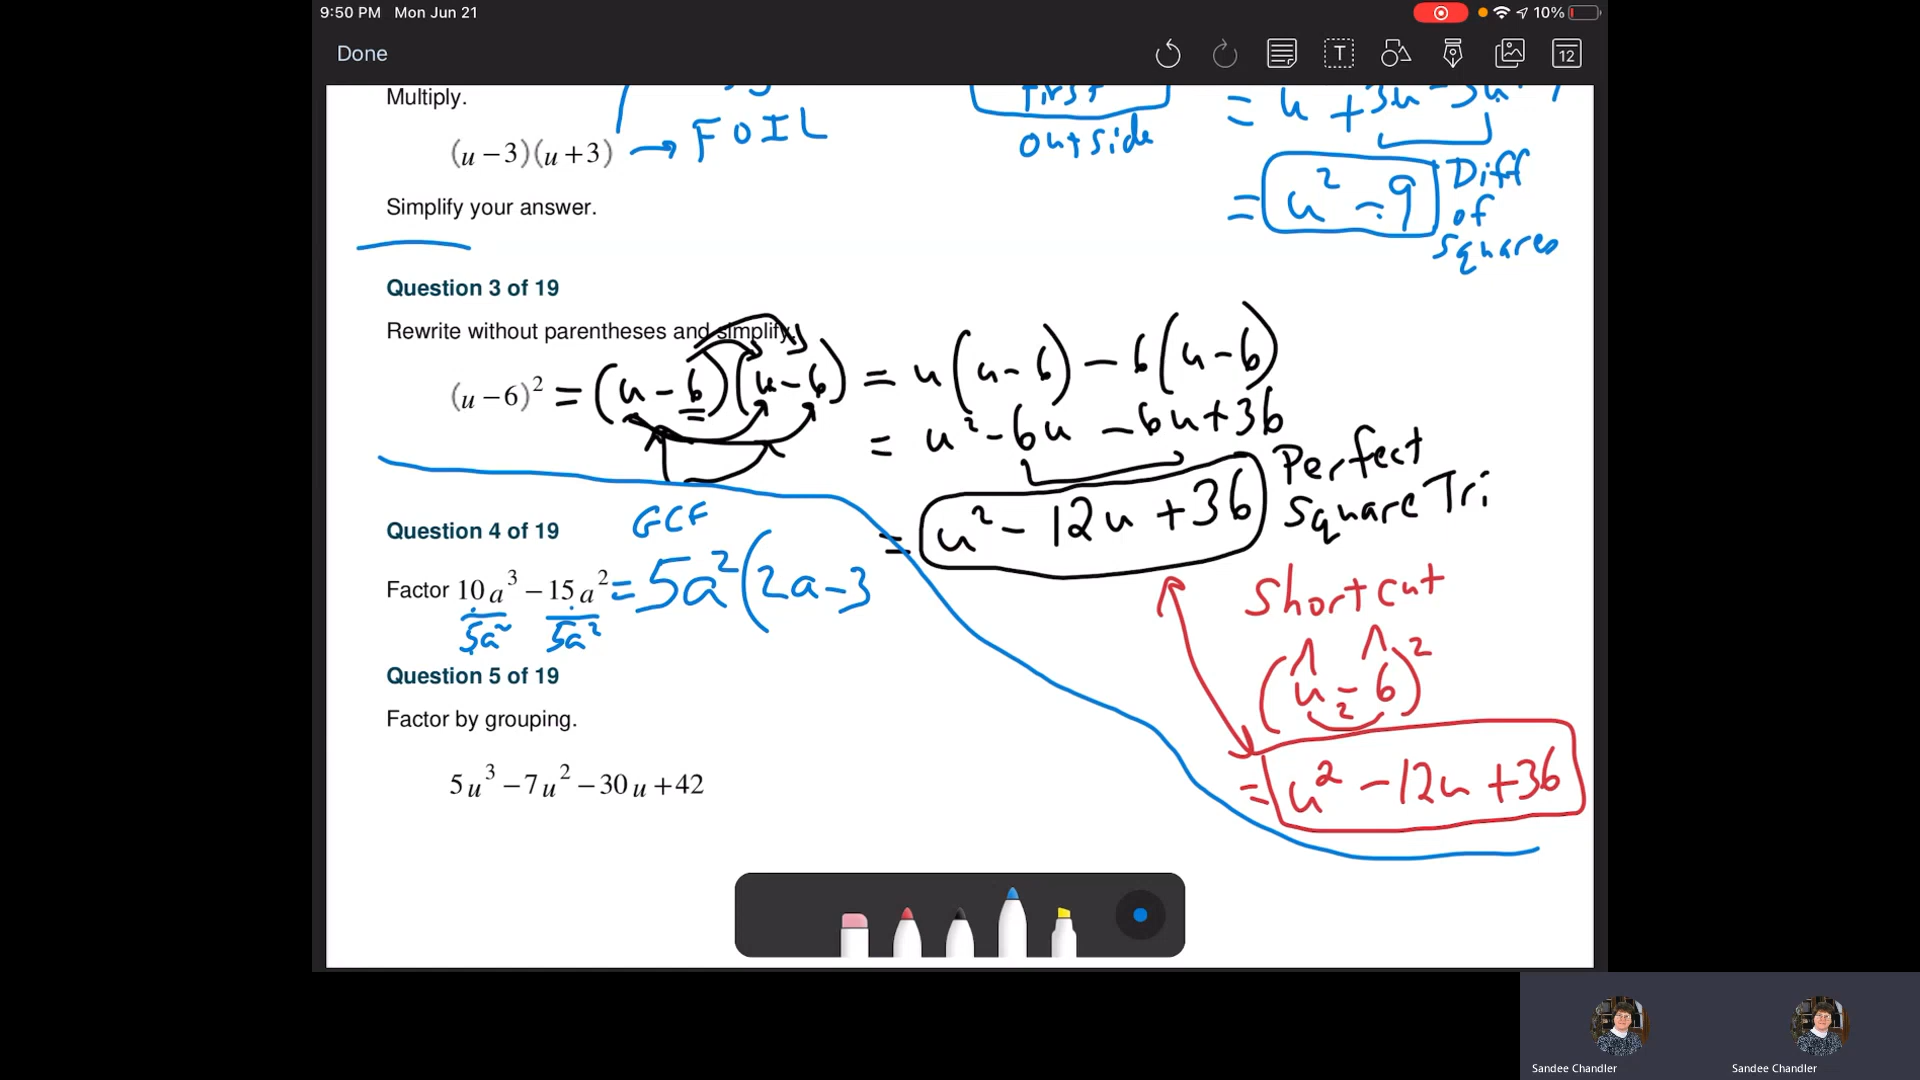 9:50 PM Mon Jun 21
10%
Done
T
12
Multiply.
(u − 3)(u + 3) → FOIL
First
outside
= u + 3u − 3u
Simplify your answer.
= u² − 9
Diff
of
squares
Question 3 of 19
Rewrite without parentheses and simplify.
(u − 6)² = (u − 6)(u − 6) = u(u − 6) − 6(u − 6)
= u² − 6u − 6u + 36
= u² − 12u + 36
Perfect
Square Tri
Question 4 of 19
GCF
Factor 10a³ − 15a² = 5a²(2a − 3
5a² 5a²
Shortcut
(u − 6)²
2
= u² − 12u + 36
Question 5 of 19
Factor by grouping.
5u³ − 7u² − 30u + 42
Sandee Chandler
Sandee Chandler